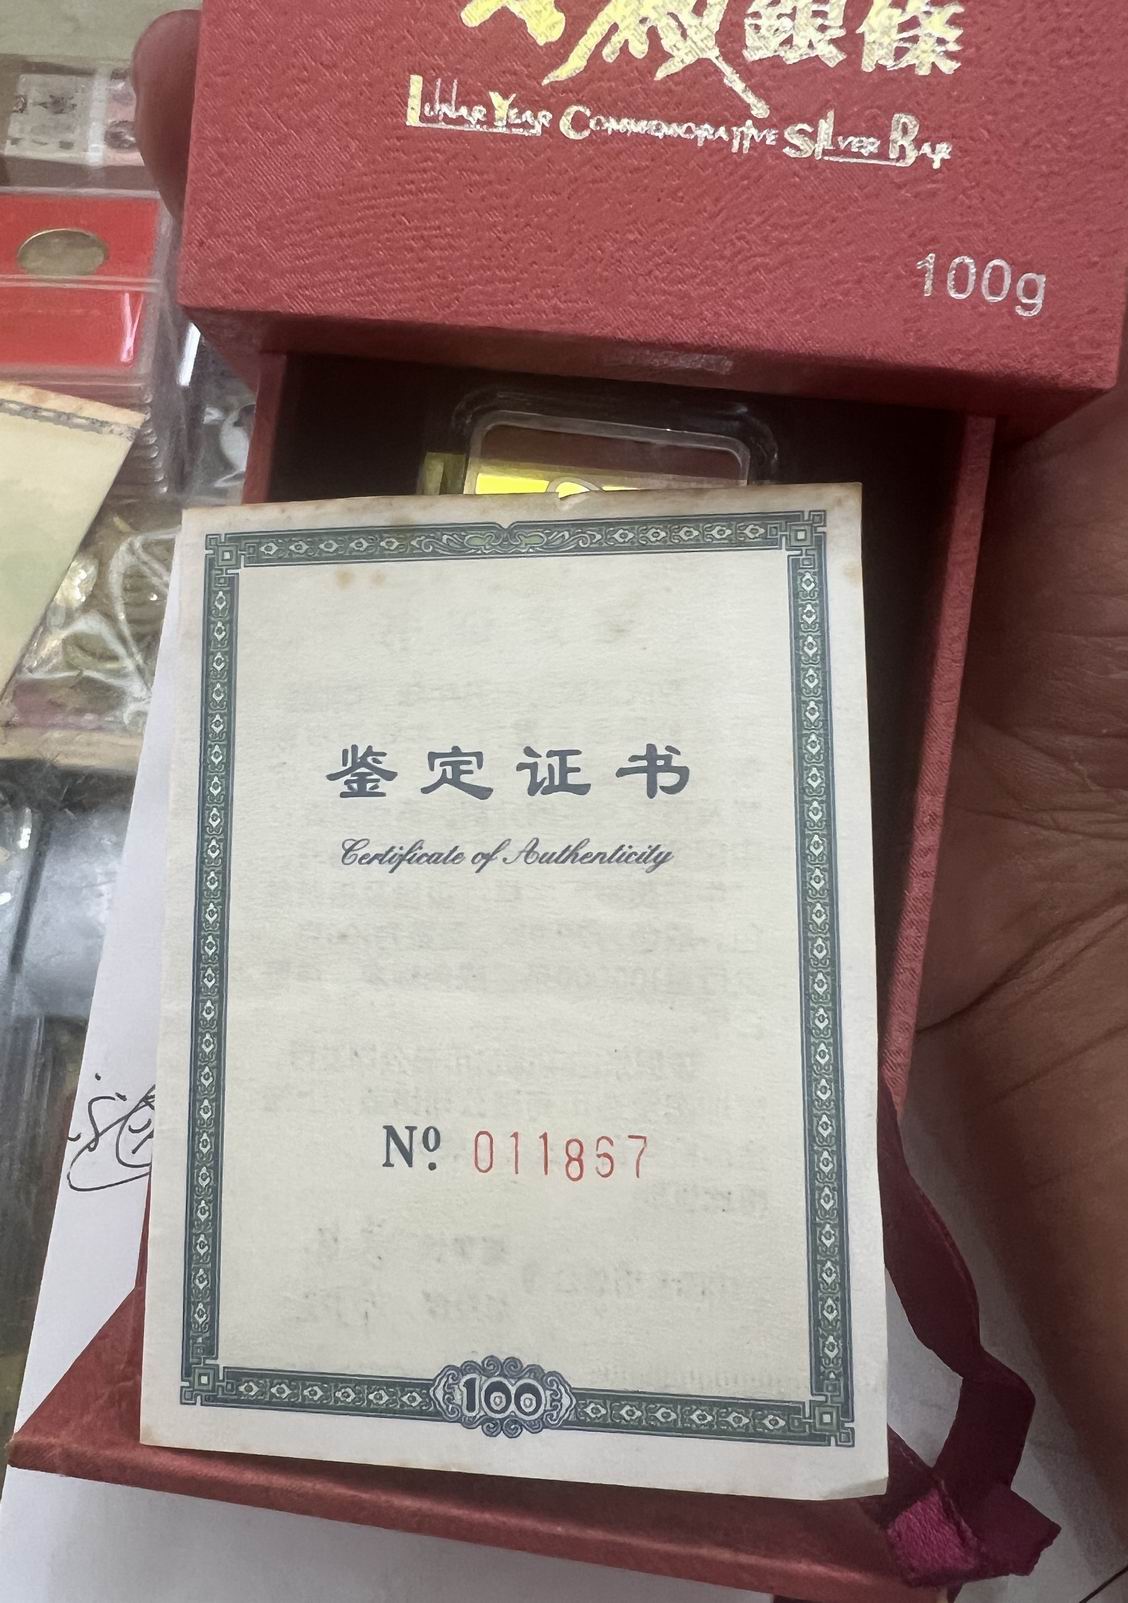 銀條
Lunar Year Commemorative Silver Bar
100g
鉴定证书
Certificate of Authenticity
Nº. 011867
100